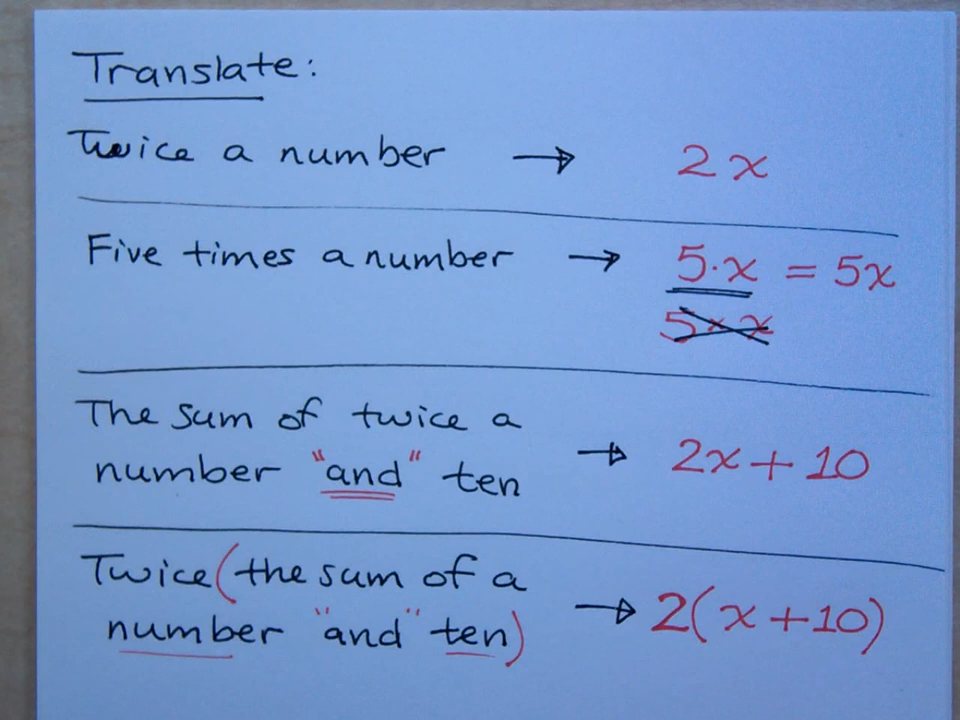 Translate:
Twice a number → 2x
Five times a number → 5·x = 5x
5×x
The sum of twice a
number "and" ten → 2x + 10
Twice (the sum of a
number "and" ten) → 2(x+10)